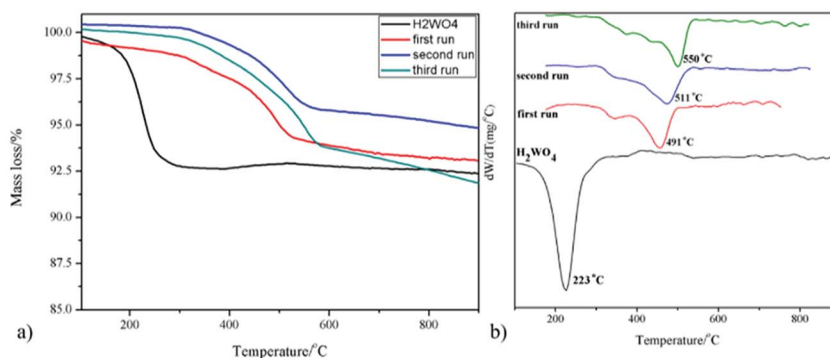 H2WO4
first run
second run
third run
100.0
97.5
95.0
92.5
90.0
87.5
85.0
Mass loss/%
200
400
600
800
Temperature/°C
a)
third run
550°C
second run
511°C
first run
491°C
H2WO4
223°C
dW/dT(mg/°C)
200
400
600
800
Temperature/°C
b)